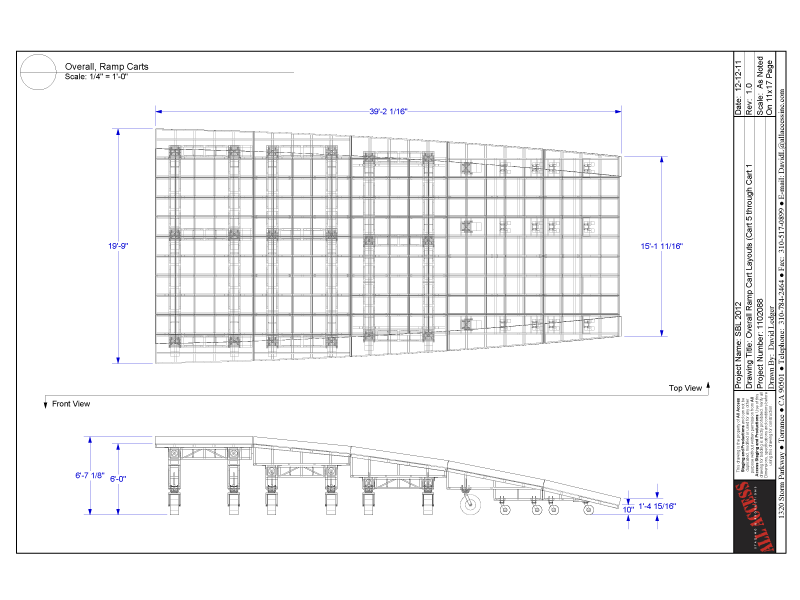 Overall, Ramp Carts
Scale: 1/4" = 1'-0"
39'-2 1/16"
19'-9"
15'-1 11/16"
Top View
Front View
6'-7 1/8"
6'-0"
10"
1'-4 15/16"
Date: 12-12-11
Rev: 1.0
Scale: As Noted
On 11x17 Page
Project Name: SBL 2012
Drawing Title: Overall Ramp Cart Layouts (Cart 5 through Cart 1
Project Number: 1102088
Drawn By: David Ledger
1320 Storm Parkway ● Torrance ● CA 90501 ● Telephone: 310-784-2464 ● Fax: 310-517-0899 ● E-mail: DavidL@allaccessinc.com
ALL ACCESS